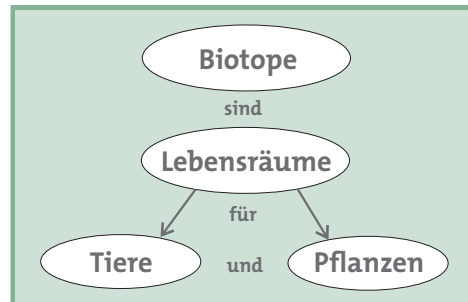 Biotope
sind
Lebensräume
für
Tiere und Pflanzen